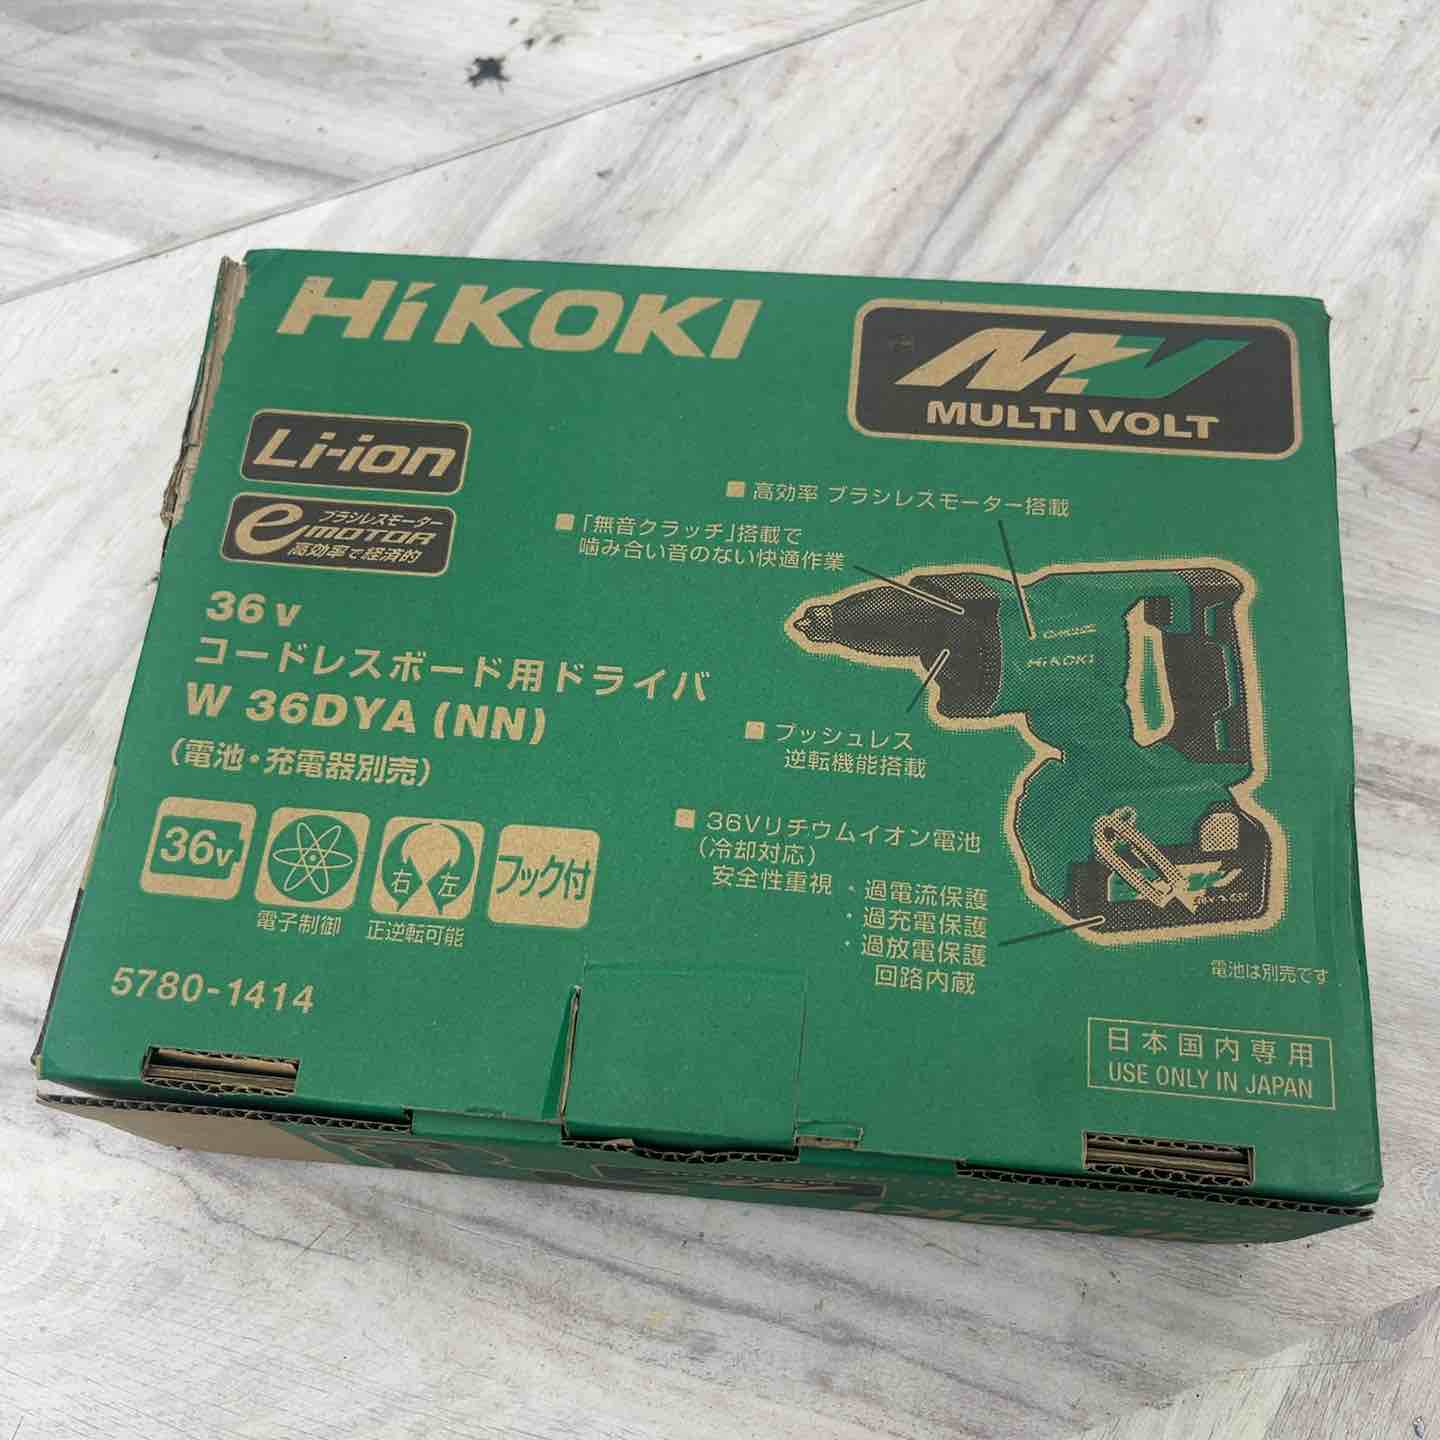 HiKOKI
MULTI VOLT
Li-ion
ブラシレスモーター
eMOTOR
高効率で経済的
■ 高効率 ブラシレスモーター搭載
■「無音クラッチ」搭載で
噛み合い音のない快適作業
36v
コードレスボード用ドライバ
W 36DYA (NN)
(電池・充電器別売)
HiKOKI
■ プッシュレス
逆転機能搭載
■ 36Vリチウムイオン電池
(冷却対応)
安全性重視 ・過電流保護
・過充電保護
・過放電保護
回路内蔵
36v
電子制御
右 左
正逆転可能
フック付
電池は別売です
5780-1414
日本国内専用
USE ONLY IN JAPAN